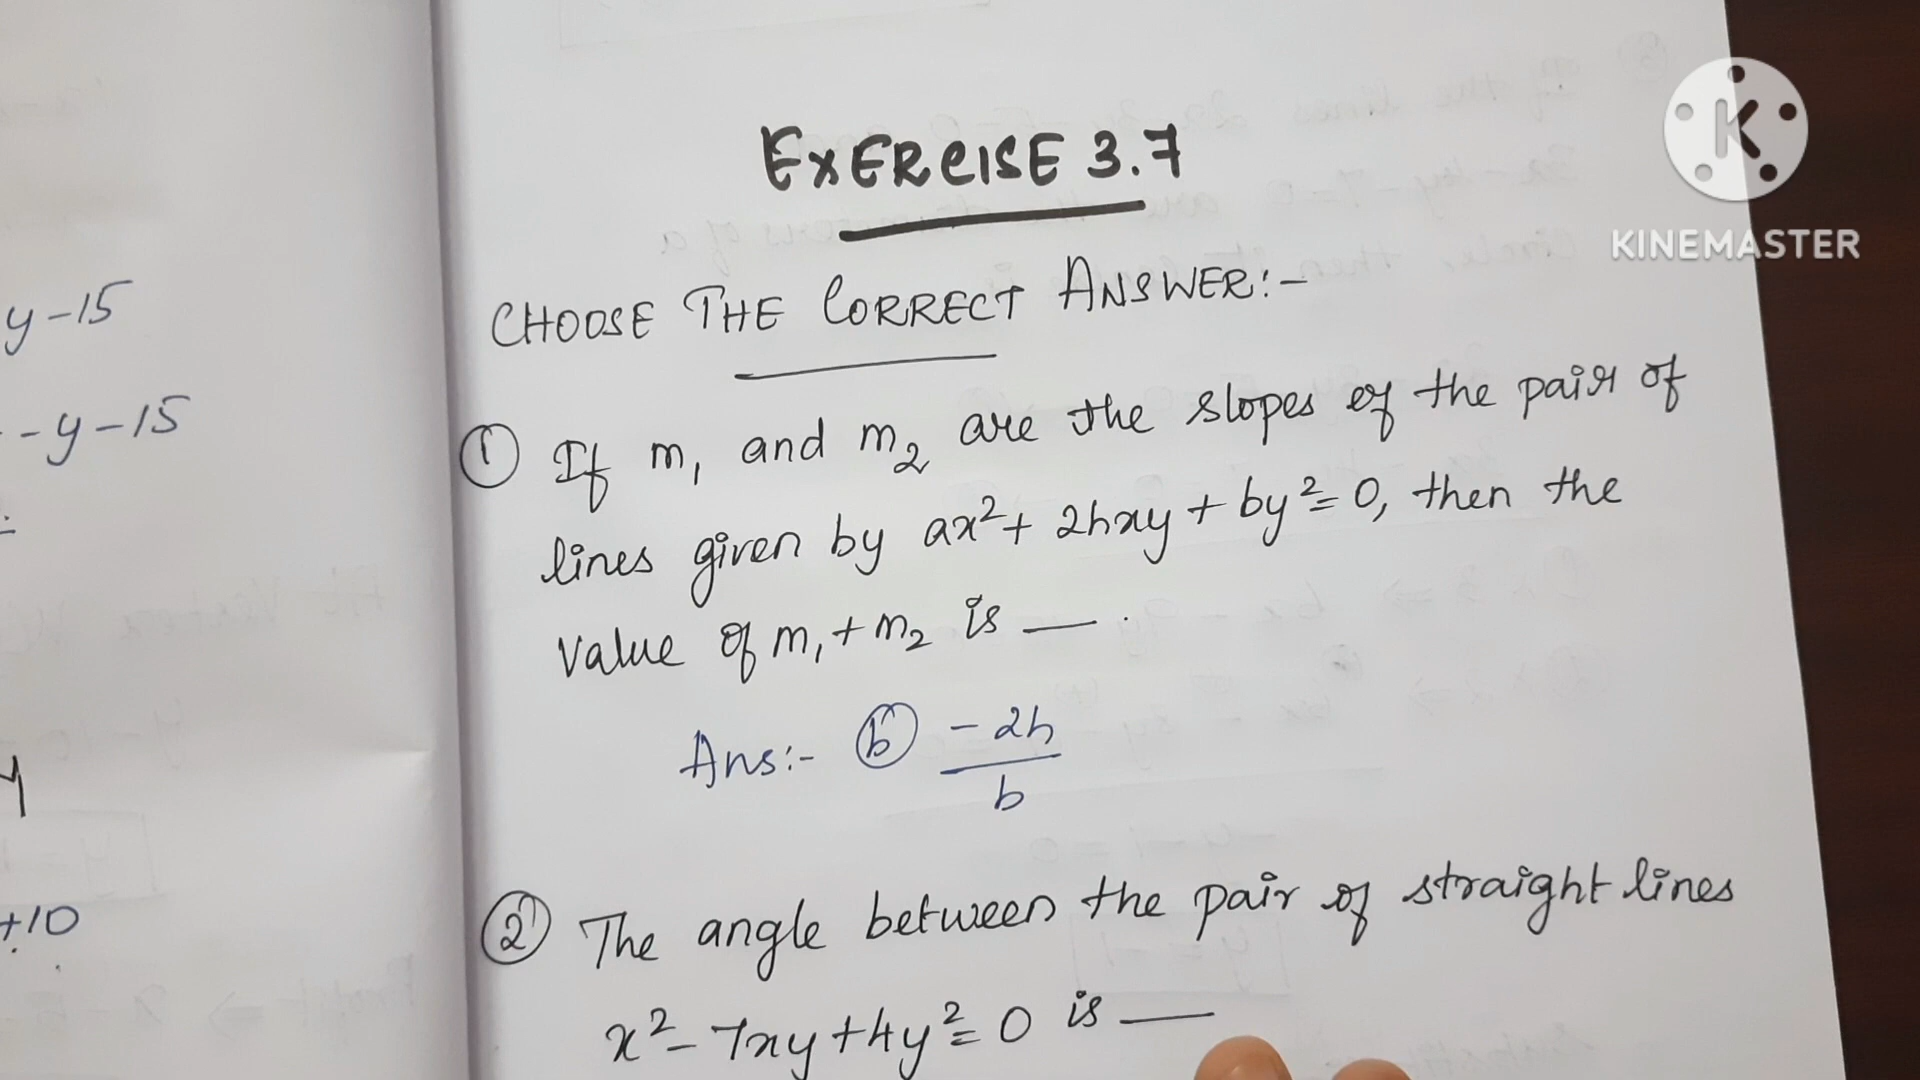 y-15
--y-15
+10
EXERCISE 3.7
CHOOSE THE CORRECT ANSWER:-
① If m₁ and m₂ are the slopes of the pair of
lines given by ax²+2hxy+by²=0, then the
value of m₁+m₂ is —.
Ans:- ⓑ -2h/b
② The angle between the pair of straight lines
x²-7xy+4y²=0 is —
K
KINEMASTER